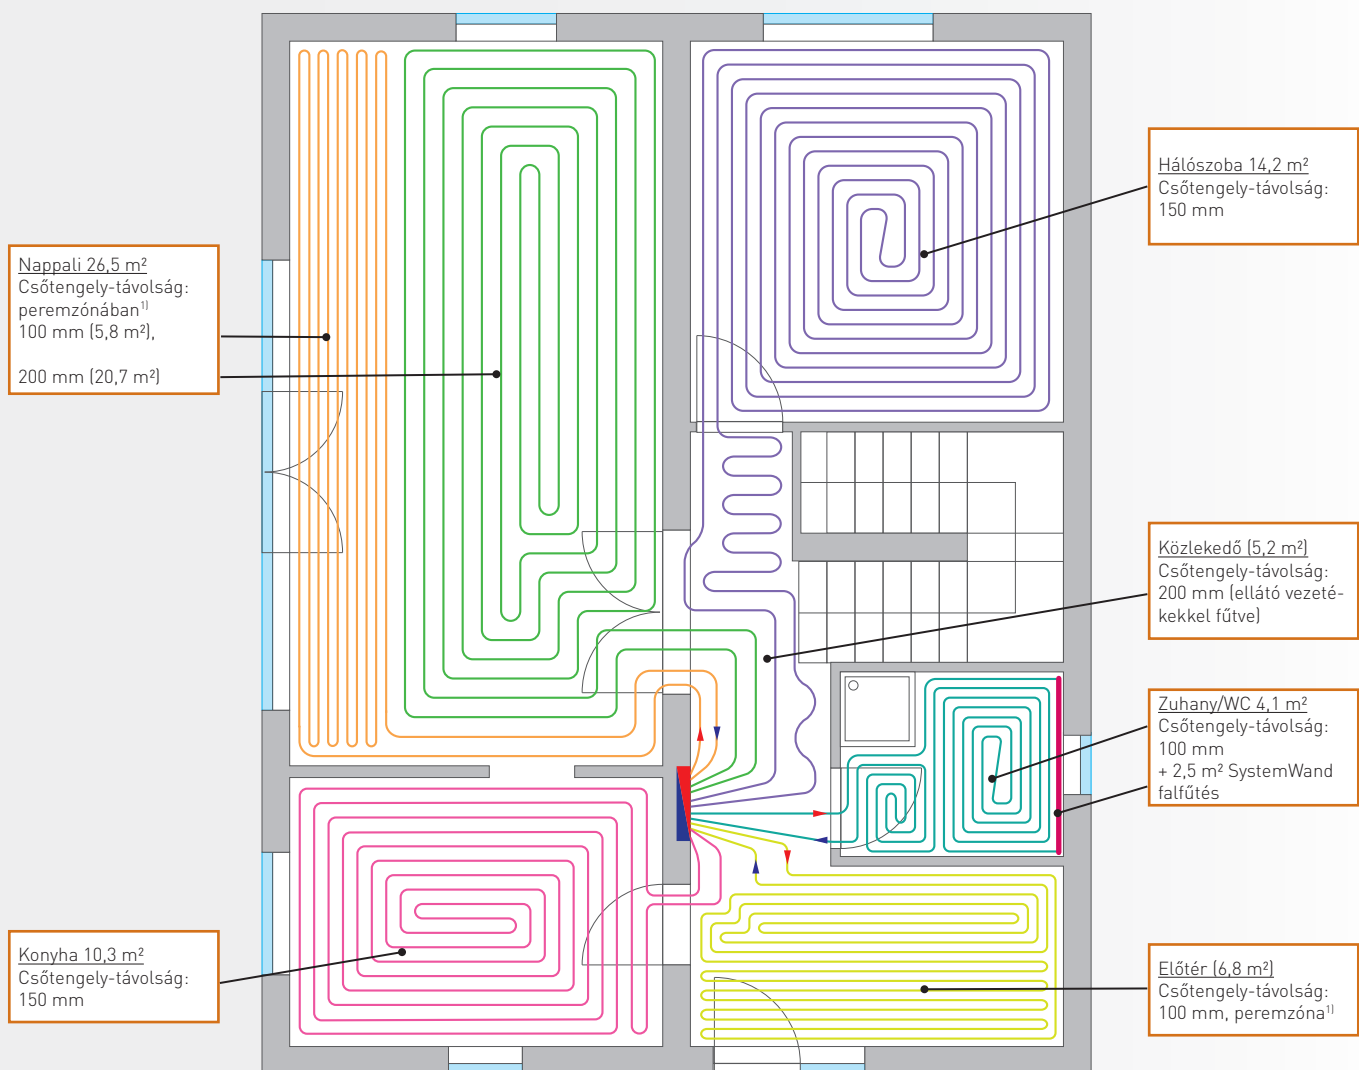 Nappali 26,5 m²
Csőtengely-távolság:
peremzónában¹⁾
100 mm (5,8 m²),
200 mm (20,7 m²)
Konyha 10,3 m²
Csőtengely-távolság:
150 mm
Hálószoba 14,2 m²
Csőtengely-távolság:
150 mm
Közlekedő (5,2 m²)
Csőtengely-távolság:
200 mm (ellátó vezeté-
kekkel fűtve)
Zuhany/WC 4,1 m²
Csőtengely-távolság:
100 mm
+ 2,5 m² SystemWand
falfűtés
Előtér (6,8 m²)
Csőtengely-távolság:
100 mm, peremzóna¹⁾